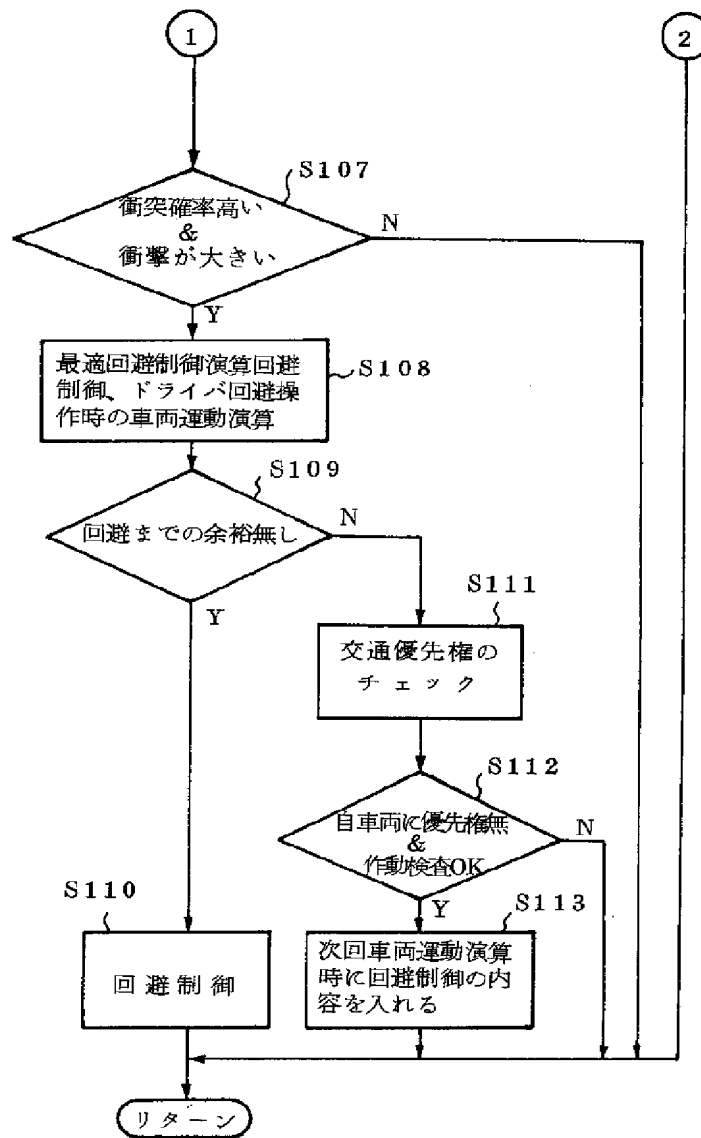 1
2
S107
衝突確率高い
&
衝撃が大きい
N
Y
最適回避制御演算回避
制御、ドライバ回避操
作時の車両運動演算
S108
S109
回避までの余裕無し
N
Y
S111
交通優先権の
チェック
S112
自車両に優先権無
&
作動検査OK
N
Y
S110
回避制御
S113
次回車両運動演算
時に回避制御の内
容を入れる
リターン